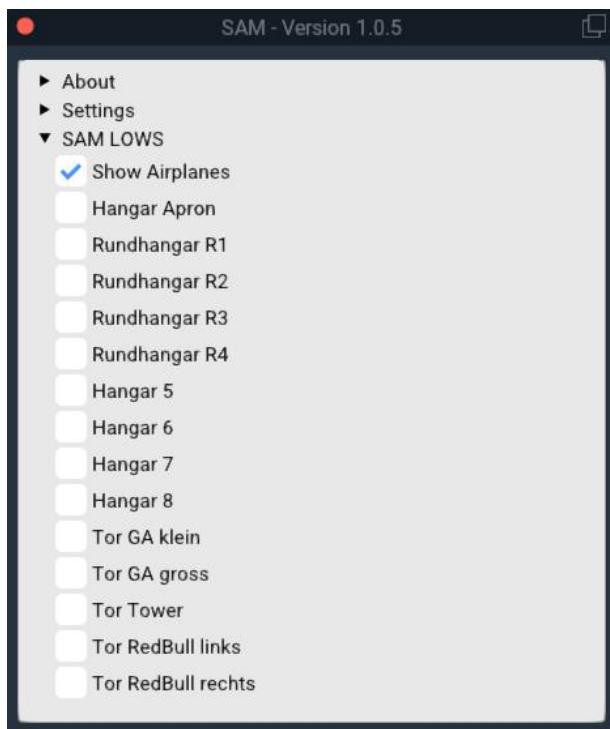 SAM - Version 1.0.5
About
Settings
SAM LOWS
Show Airplanes
Hangar Apron
Rundhangar R1
Rundhangar R2
Rundhangar R3
Rundhangar R4
Hangar 5
Hangar 6
Hangar 7
Hangar 8
Tor GA klein
Tor GA gross
Tor Tower
Tor RedBull links
Tor RedBull rechts